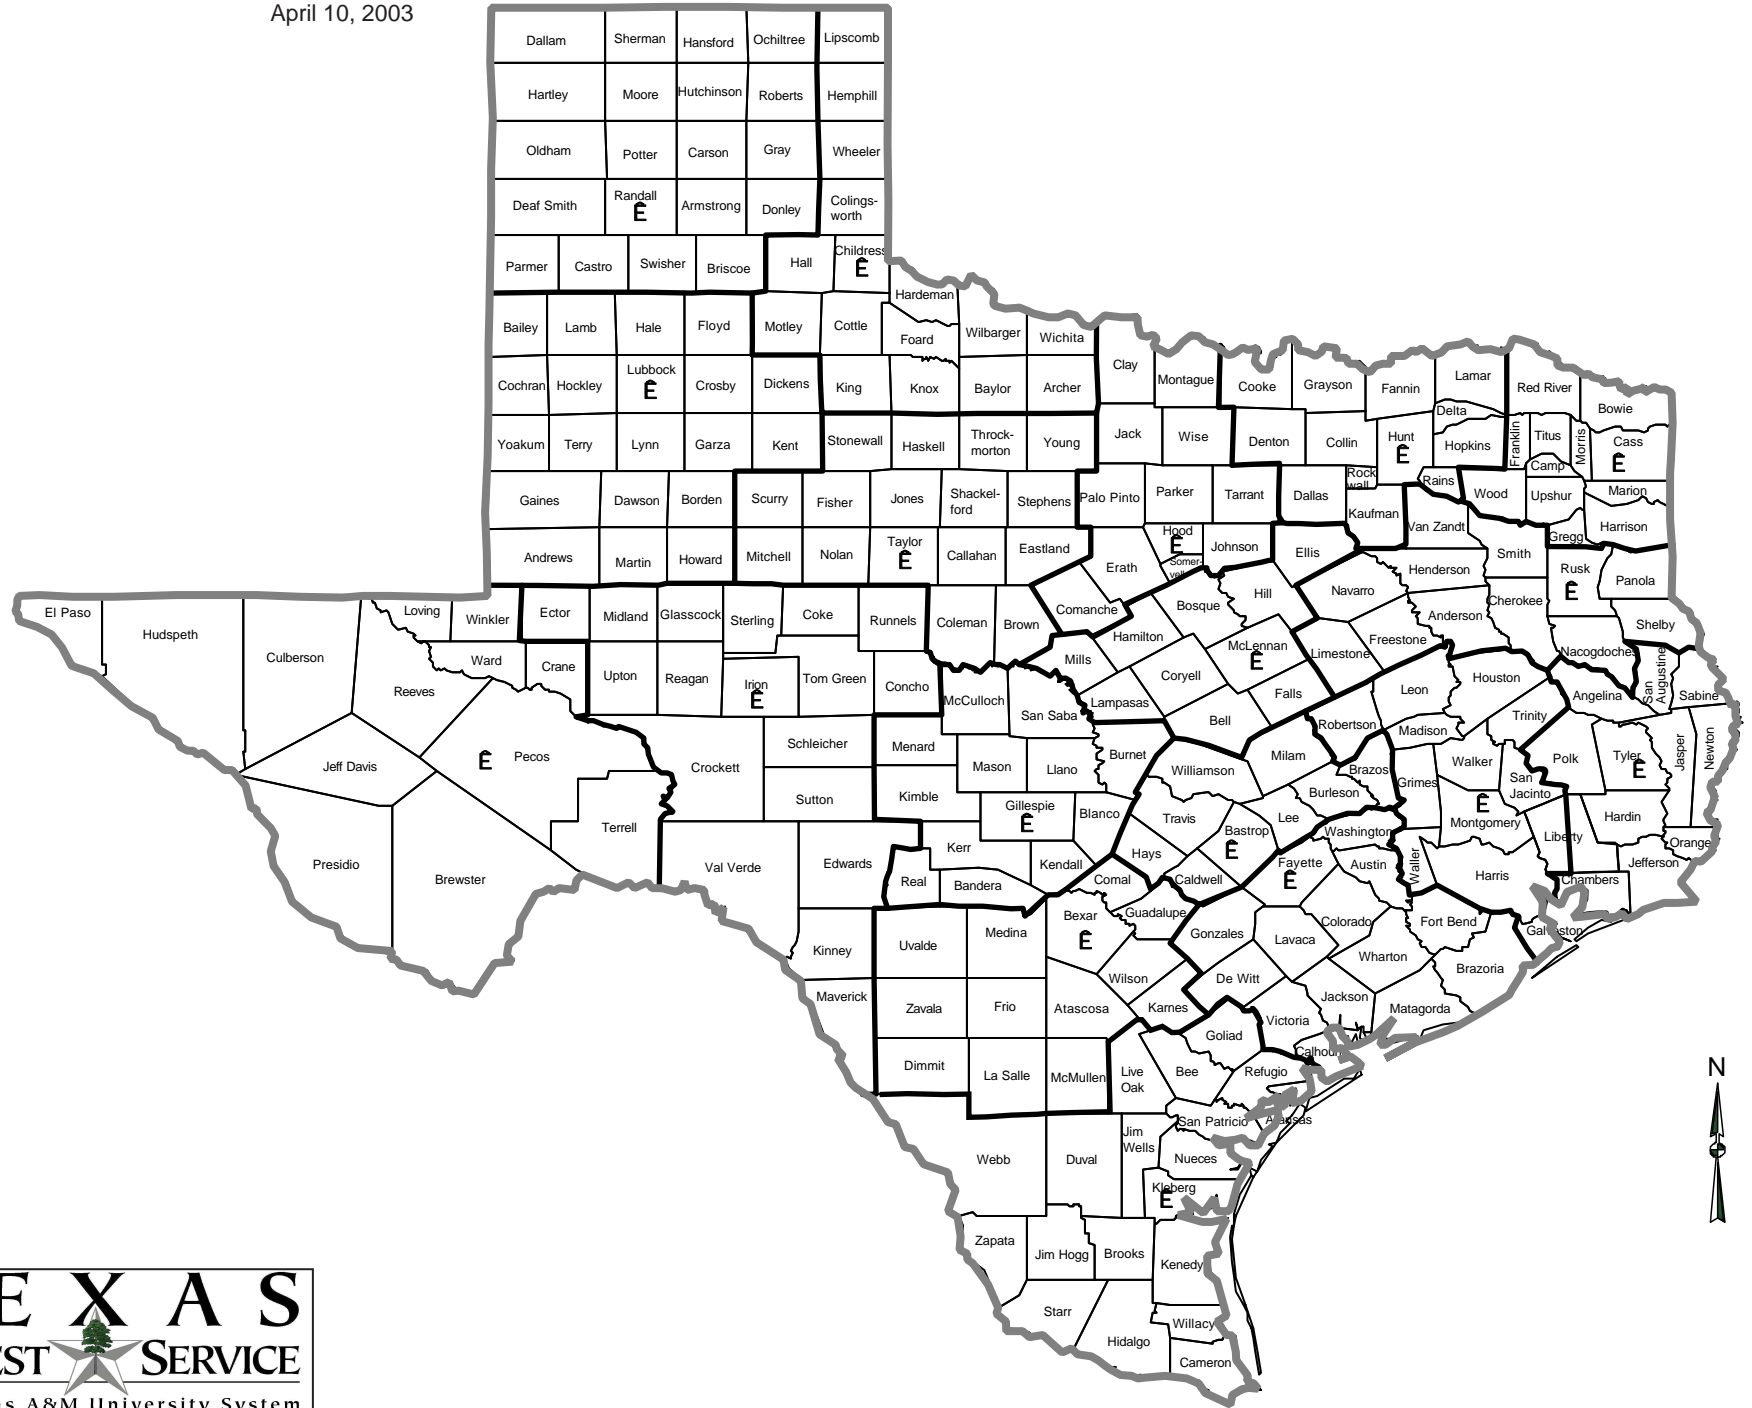 April 10, 2003
Dallam Sherman Hansford Ochiltree Lipscomb
Hartley Moore Hutchinson Roberts Hemphill
Oldham Potter Carson Gray Wheeler
Deaf Smith Randall Armstrong Donley Colings-
worth
Ê
Parmer Castro Swisher Briscoe Hall Childress
Ê
Hardeman
Bailey Lamb Hale Floyd Motley Cottle Foard Wilbarger Wichita
Clay Montague Cooke Grayson Fannin Lamar Red River Bowie
Cochran Hockley Lubbock Crosby Dickens King Knox Baylor Archer
Ê
Delta Franklin Titus Morris Cass
Ê
Yoakum Terry Lynn Garza Kent Stonewall Haskell Throck-
morton Young Jack Wise Denton Collin Hunt Hopkins
Ê
Camp
Gaines Dawson Borden Scurry Fisher Jones Shackel-
ford Stephens Palo Pinto Parker Tarrant Dallas Rock
wall Rains Wood Upshur Marion
Kaufman Van Zandt Gregg Harrison
Andrews Martin Howard Mitchell Nolan Taylor Callahan Eastland Hood Johnson Ellis
Ê Ê
Erath Somer-
vell Henderson Smith Rusk Panola
Ê
El Paso Hudspeth Culberson Loving Winkler Ector Midland Glasscock Sterling Coke Runnels Coleman Brown Comanche Bosque Hill Navarro Anderson Cherokee Shelby
Ward Crane Upton Reagan Irion Tom Green Concho Mills Hamilton McLennan Limestone Freestone Nacogdoches
Ê Ê
Reeves McCulloch San Saba Lampasas Coryell Falls Leon Houston Angelina San
Augustine Sabine
Bell Robertson Madison Trinity
Jeff Davis Pecos Crockett Schleicher Menard Mason Llano Burnet Williamson Milam Brazos Grimes Walker San
Jacinto Polk Tyler Jasper Newton
Ê Ê
Sutton Kimble Gillespie Blanco Travis Burleson Montgomery Hardin
Ê Ê
Terrell Bastrop Lee Washington Liberty Orange
Ê
Presidio Brewster Val Verde Edwards Kerr Kendall Hays Fayette Austin Waller Harris Jefferson
Ê
Real Bandera Comal Caldwell Chambers
Kinney Uvalde Medina Bexar Guadalupe Gonzales Lavaca Colorado Fort Bend Galveston
Ê
Wilson De Witt Wharton Brazoria
Maverick Zavala Frio Atascosa Karnes Victoria Jackson Matagorda
Goliad Calhoun
Dimmit La Salle McMullen Live
Oak Bee Refugio
San Patricio Aransas
Webb Duval Jim
Wells Nueces
Kleberg
Ê
Zapata Jim Hogg Brooks Kenedy
Starr Hidalgo Willacy
Cameron
N
EXAS
EST SERVICE
as A&M University System